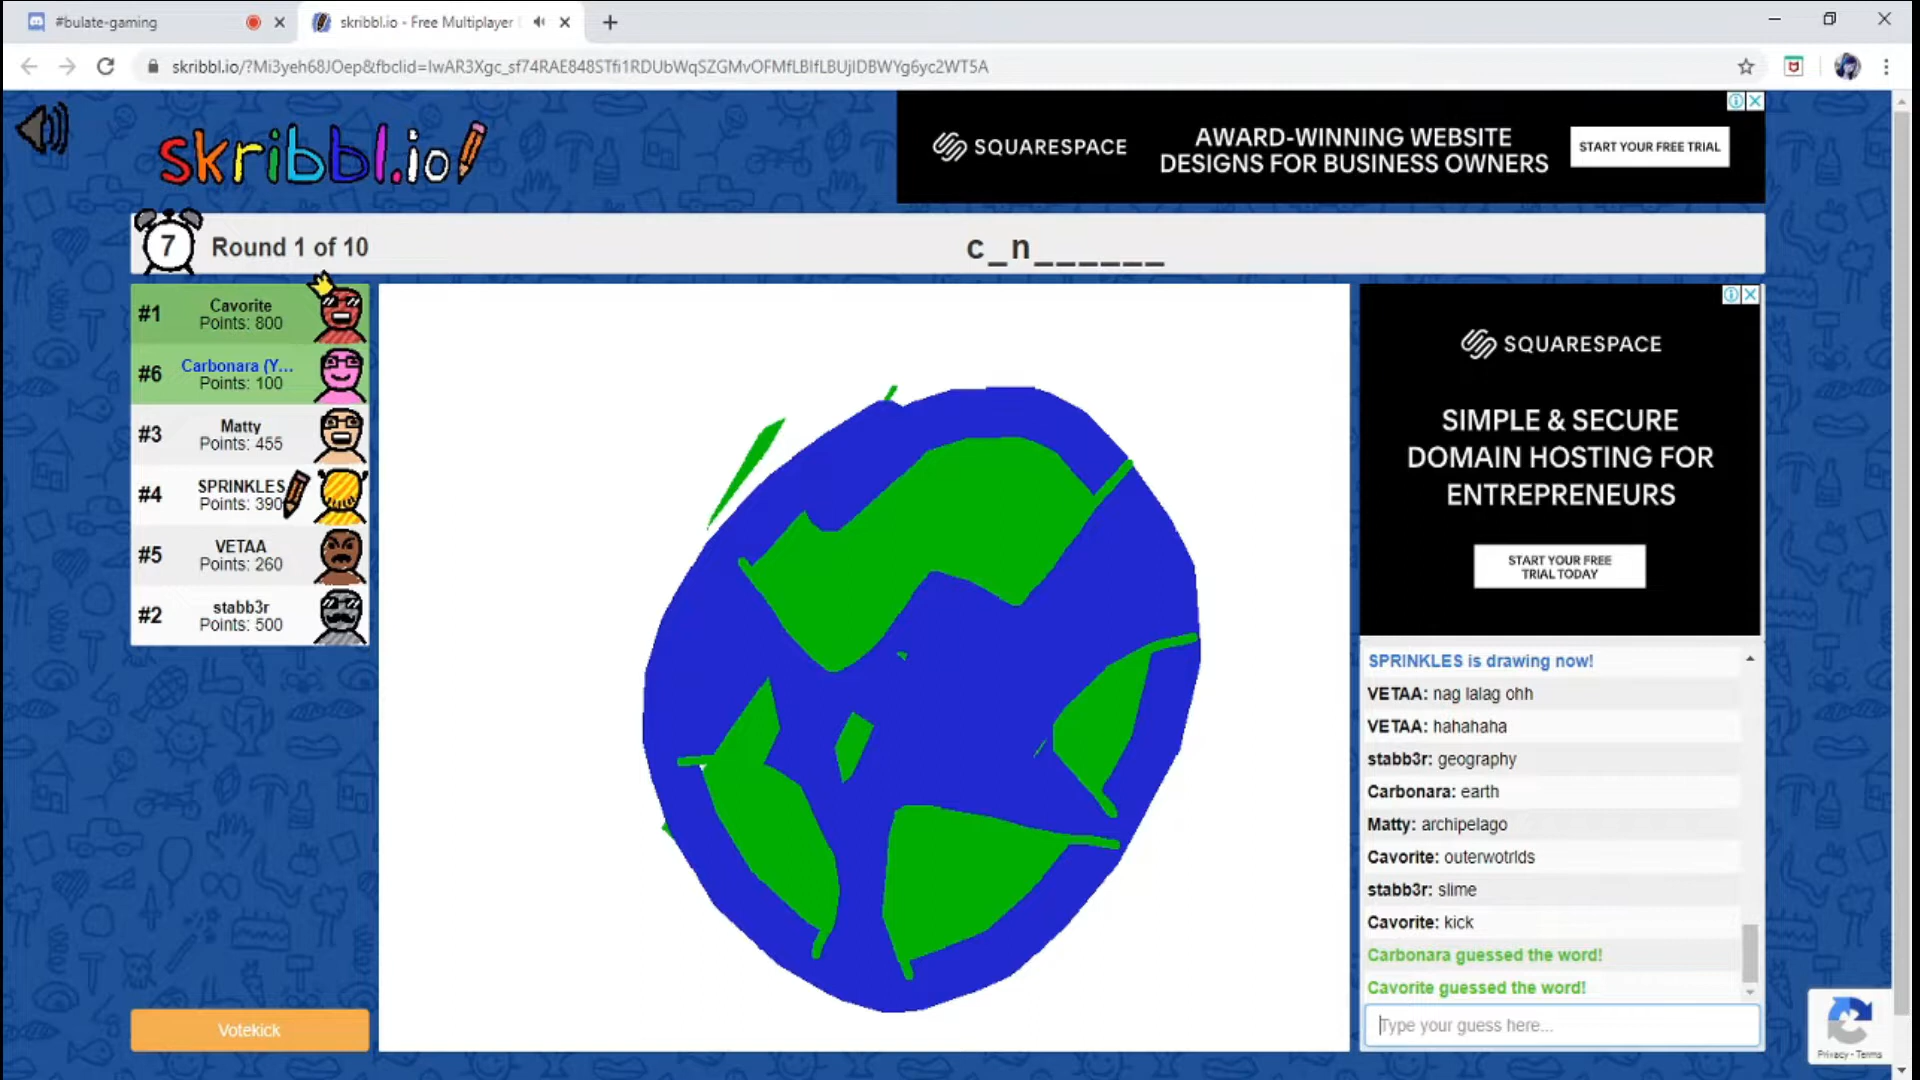 #bulate-gaming
skribbl.io - Free Multiplayer
skribbl.io/?Mi3yeh68JOep&fbclid=IwAR3Xgc_sf74RAE848STfi1RDUbWqSZGMvOFMfLBIfLBUjIDBWYg6yc2WT5A
skribbl.io
SQUARESPACE
AWARD-WINNING WEBSITE
DESIGNS FOR BUSINESS OWNERS
START YOUR FREE TRIAL
7
Round 1 of 10
c_n______
#1
Cavorite
Points: 800
#6
Carbonara (Y...
Points: 100
#3
Matty
Points: 455
#4
SPRINKLES
Points: 390
#5
VETAA
Points: 260
#2
stabb3r
Points: 500
Votekick
SQUARESPACE
SIMPLE & SECURE
DOMAIN HOSTING FOR
ENTREPRENEURS
START YOUR FREE
TRIAL TODAY
SPRINKLES is drawing now!
VETAA: nag lalag ohh
VETAA: hahahaha
stabb3r: geography
Carbonara: earth
Matty: archipelago
Cavorite: outerwotrlds
stabb3r: slime
Cavorite: kick
Carbonara guessed the word!
Cavorite guessed the word!
Type your guess here...
Privacy - Terms